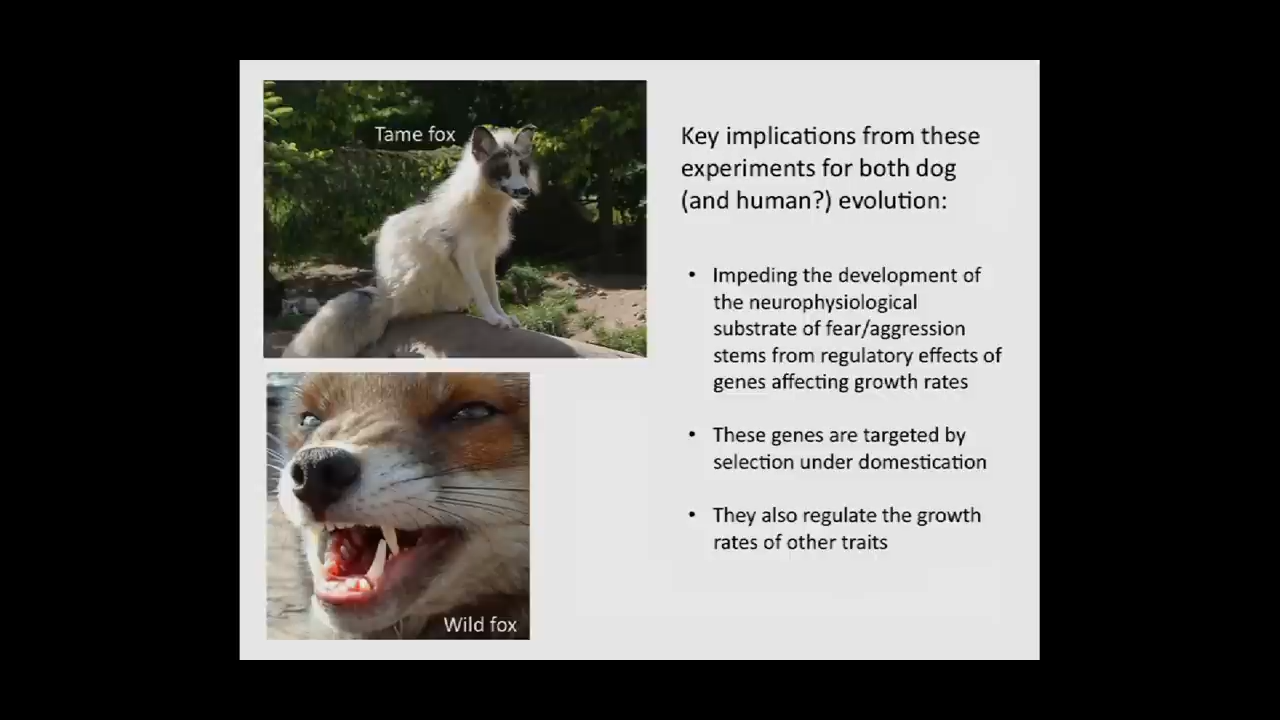 Tame fox
Wild fox
Key implications from these
experiments for both dog
(and human?) evolution:
• Impeding the development of
the neurophysiological
substrate of fear/aggression
stems from regulatory effects of
genes affecting growth rates
• These genes are targeted by
selection under domestication
• They also regulate the growth
rates of other traits